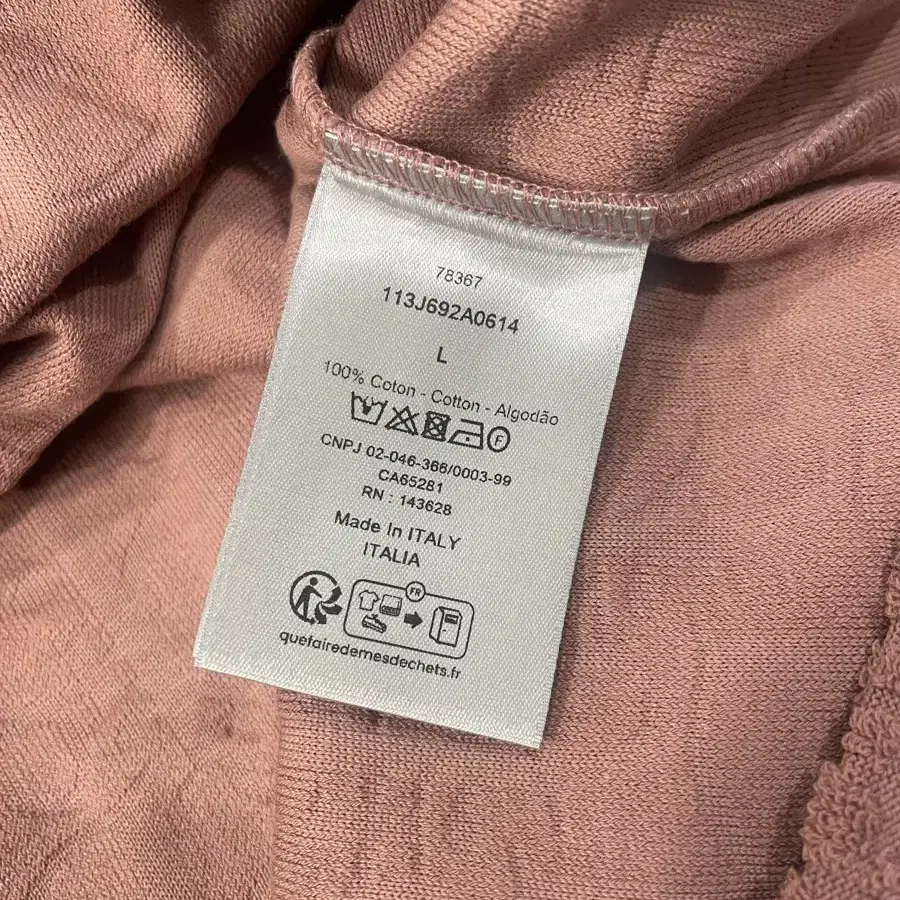 78367
113J692A0614
L
100% Coton - Cotton - Algodão
F
CNPJ 02-046-366/0003-99
CA65281
RN : 143628
Made In ITALY
ITALIA
FR
quefairedemesdechets.fr